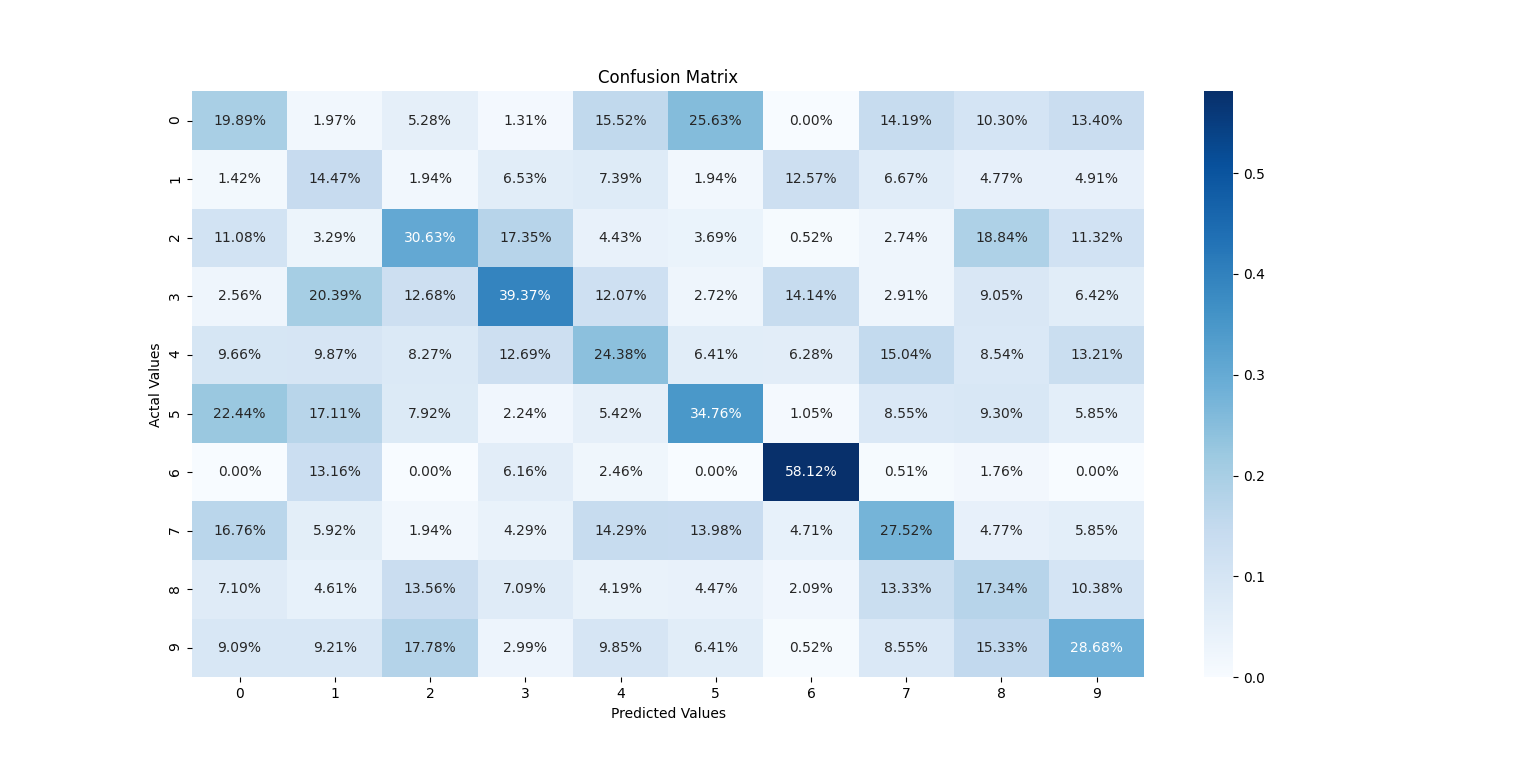 Confusion Matrix
0 19.89% 1.97% 5.28% 1.31% 15.52% 25.63% 0.00% 14.19% 10.30% 13.40%
1 1.42% 14.47% 1.94% 6.53% 7.39% 1.94% 12.57% 6.67% 4.77% 4.91%
2 11.08% 3.29% 30.63% 17.35% 4.43% 3.69% 0.52% 2.74% 18.84% 11.32%
3 2.56% 20.39% 12.68% 39.37% 12.07% 2.72% 14.14% 2.91% 9.05% 6.42%
4 9.66% 9.87% 8.27% 12.69% 24.38% 6.41% 6.28% 15.04% 8.54% 13.21%
5 22.44% 17.11% 7.92% 2.24% 5.42% 34.76% 1.05% 8.55% 9.30% 5.85%
6 0.00% 13.16% 0.00% 6.16% 2.46% 0.00% 58.12% 0.51% 1.76% 0.00%
7 16.76% 5.92% 1.94% 4.29% 14.29% 13.98% 4.71% 27.52% 4.77% 5.85%
8 7.10% 4.61% 13.56% 7.09% 4.19% 4.47% 2.09% 13.33% 17.34% 10.38%
9 9.09% 9.21% 17.78% 2.99% 9.85% 6.41% 0.52% 8.55% 15.33% 28.68%
0 1 2 3 4 5 6 7 8 9
Predicted Values
Actal Values
0.5
0.4
0.3
0.2
0.1
0.0